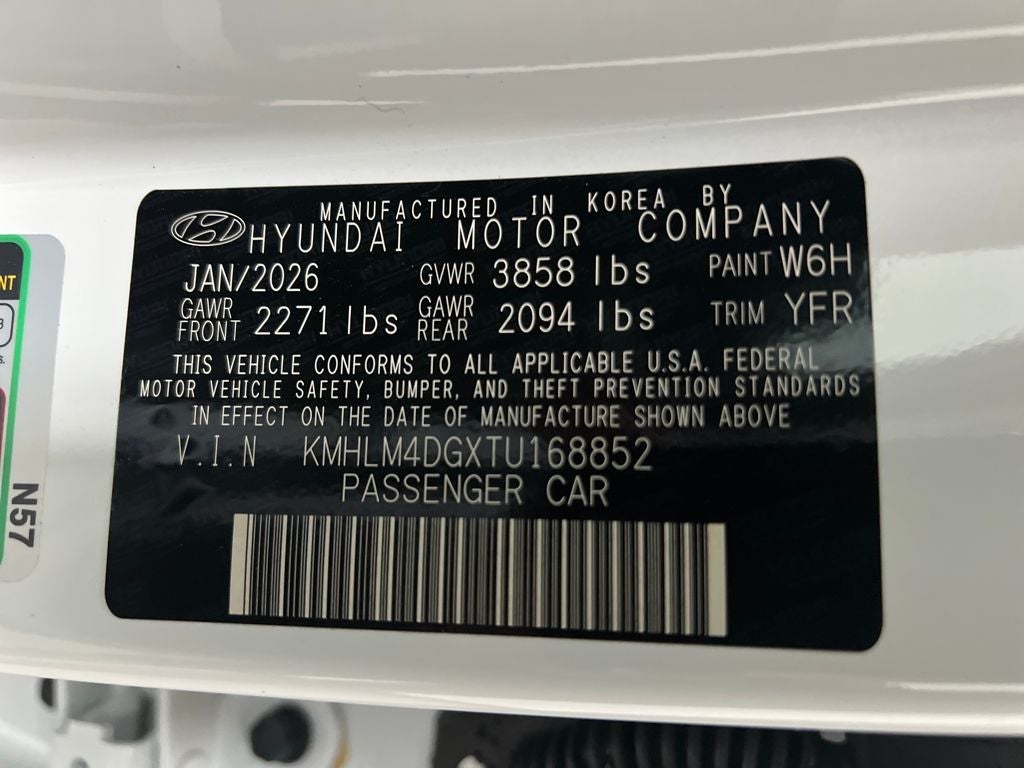 MANUFACTURED IN KOREA BY
HYUNDAI MOTOR COMPANY
JAN/2026 GVWR 3858 lbs PAINT W6H
GAWR FRONT 2271 lbs GAWR REAR 2094 lbs TRIM YFR
THIS VEHICLE CONFORMS TO ALL APPLICABLE U.S.A. FEDERAL
MOTOR VEHICLE SAFETY, BUMPER, AND THEFT PREVENTION STANDARDS
IN EFFECT ON THE DATE OF MANUFACTURE SHOWN ABOVE
V.I.N KMHLM4DGXTU168852
PASSENGER CAR
N57